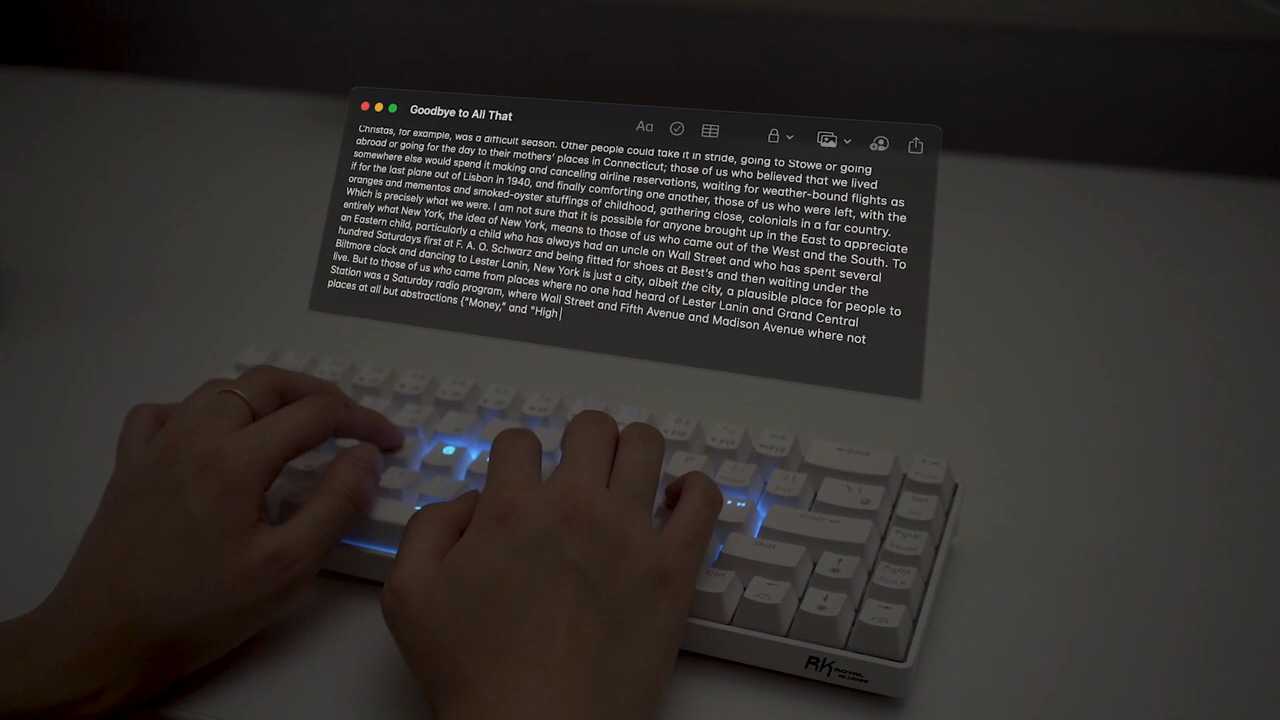 Goodbye to All That
Aa
Christas, for example, was a difficult season. Other people could take it in stride, going to Stowe or going
abroad or going for the day to their mothers' places in Connecticut; those of us who believed that we lived
somewhere else would spend it making and canceling airline reservations, waiting for weather-bound flights as
if for the last plane out of Lisbon in 1940, and finally comforting one another, those of us who were left, with the
oranges and mementos and smoked-oyster stuffings of childhood, gathering close, colonials in a far country.
Which is precisely what we were. I am not sure that it is possible for anyone brought up in the East to appreciate
entirely what New York, the idea of New York, means to those of us who came out of the West and the South. To
an Eastern child, particularly a child who has always had an uncle on Wall Street and who has spent several
hundred Saturdays first at F. A. O. Schwarz and being fitted for shoes at Best's and then waiting under the
Biltmore clock and dancing to Lester Lanin, New York is just a city, albeit the city, a plausible place for people to
live. But to those of us who came from places where no one had heard of Lester Lanin and Grand Central
Station was a Saturday radio program, where Wall Street and Fifth Avenue and Madison Avenue where not
places at all but abstractions {"Money," and "High
Del
PgUp
Pause
PgDn
Shift
Ctrl
RK ROYAL
KLUDGE